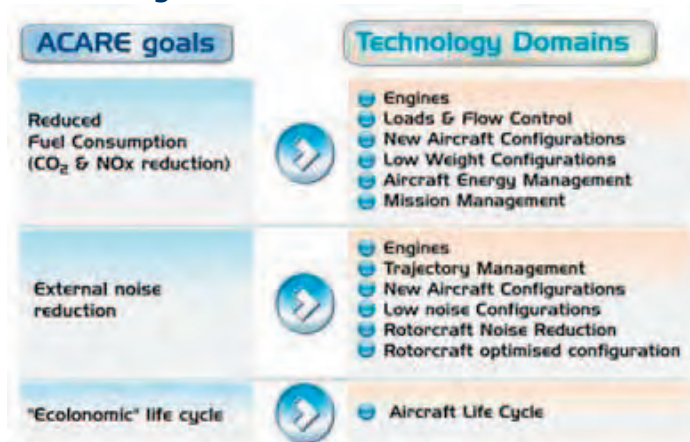 ACARE goals
Technology Domains
Reduced
Fuel Consumption
(CO₂ & NOx reduction)
Engines
Loads & Flow Control
New Aircraft Configurations
Low Weight Configurations
Aircraft Energy Management
Mission Management
External noise
reduction
Engines
Trajectory Management
New Aircraft Configurations
Low noise Configurations
Rotorcraft Noise Reduction
Rotorcraft optimised configuration
"Ecolonomic" life cycle
Aircraft Life Cycle